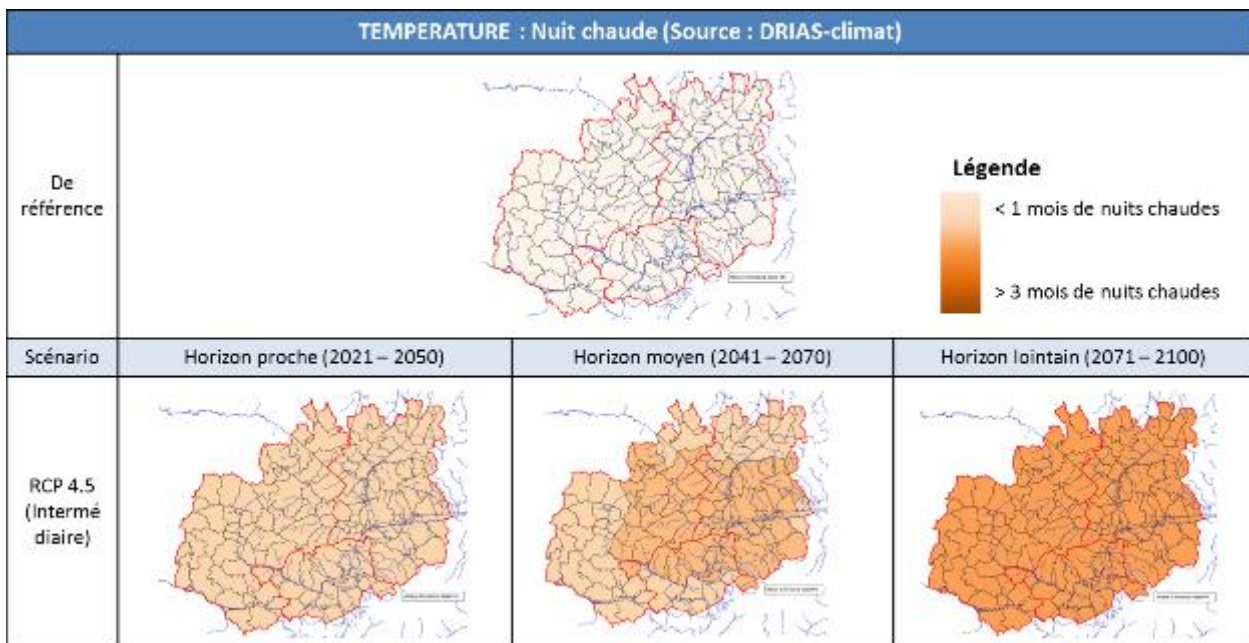 TEMPERATURE : Nuit chaude (Source : DRIAS-climat)
De
référence
Légende
< 1 mois de nuits chaudes
> 3 mois de nuits chaudes
Scénario
Horizon proche (2021 – 2050)
Horizon moyen (2041 – 2070)
Horizon lointain (2071 – 2100)
RCP 4.5
(Intermé
diaire)